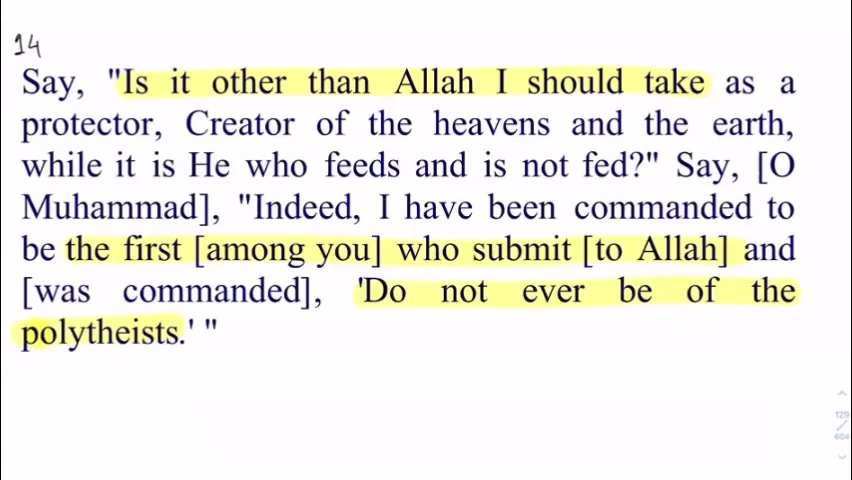 14
Say, "Is it other than Allah I should take as a
protector, Creator of the heavens and the earth,
while it is He who feeds and is not fed?" Say, [O
Muhammad], "Indeed, I have been commanded to
be the first [among you] who submit [to Allah] and
[was commanded], 'Do not ever be of the
polytheists.' "
129
/
604